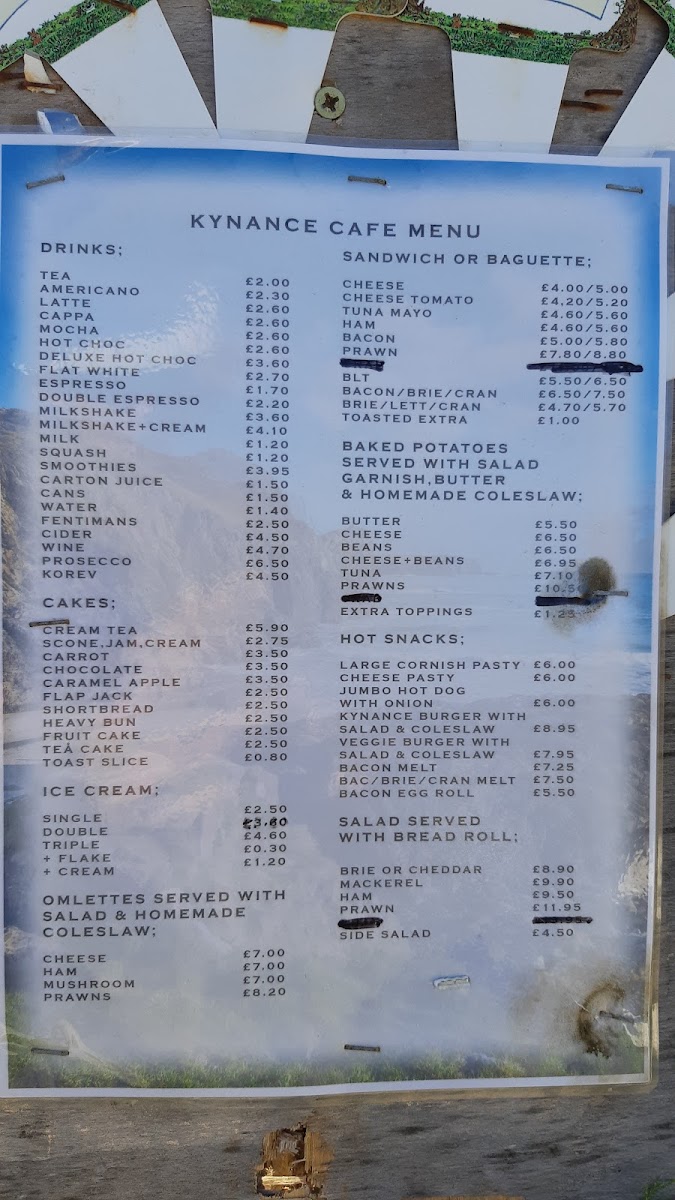 KYNANCE CAFE MENU
DRINKS;
TEA £2.00
AMERICANO £2.30
LATTE £2.60
CAPPA £2.60
MOCHA £2.60
HOT CHOC £2.60
DELUXE HOT CHOC £3.60
FLAT WHITE £2.70
ESPRESSO £1.70
DOUBLE ESPRESSO £2.20
MILKSHAKE £3.60
MILKSHAKE+CREAM £4.10
MILK £1.20
SQUASH £1.20
SMOOTHIES £3.95
CARTON JUICE £1.50
CANS £1.50
WATER £1.40
FENTIMANS £2.50
CIDER £4.50
WINE £4.70
PROSECCO £6.50
KOREV £4.50
CAKES;
CREAM TEA £5.90
SCONE,JAM,CREAM £2.75
CARROT £3.50
CHOCOLATE £3.50
CARAMEL APPLE £3.50
FLAP JACK £2.50
SHORTBREAD £2.50
HEAVY BUN £2.50
FRUIT CAKE £2.50
TEA CAKE £2.50
TOAST SLICE £0.80
ICE CREAM;
SINGLE £2.50
DOUBLE
TRIPLE £4.60
+ FLAKE £0.30
+ CREAM £1.20
OMLETTES SERVED WITH
SALAD & HOMEMADE
COLESLAW;
CHEESE £7.00
HAM £7.00
MUSHROOM £7.00
PRAWNS £8.20
SANDWICH OR BAGUETTE;
CHEESE £4.00/5.00
CHEESE TOMATO £4.20/5.20
TUNA MAYO £4.60/5.60
HAM £4.60/5.60
BACON £5.00/5.80
PRAWN £7.80/8.80
BLT £5.50/6.50
BACON/BRIE/CRAN £6.50/7.50
BRIE/LETT/CRAN £4.70/5.70
TOASTED EXTRA £1.00
BAKED POTATOES
SERVED WITH SALAD
GARNISH,BUTTER
& HOMEMADE COLESLAW;
BUTTER £5.50
CHEESE £6.50
BEANS £6.50
CHEESE+BEANS £6.95
TUNA £7.10
PRAWNS
EXTRA TOPPINGS £1.25
HOT SNACKS;
LARGE CORNISH PASTY £6.00
CHEESE PASTY £6.00
JUMBO HOT DOG
WITH ONION £6.00
KYNANCE BURGER WITH
SALAD & COLESLAW £8.95
VEGGIE BURGER WITH
SALAD & COLESLAW £7.95
BACON MELT £7.25
BAC/BRIE/CRAN MELT £7.50
BACON EGG ROLL £5.50
SALAD SERVED
WITH BREAD ROLL;
BRIE OR CHEDDAR £8.90
MACKEREL £9.90
HAM £9.50
PRAWN £11.95
SIDE SALAD £4.50